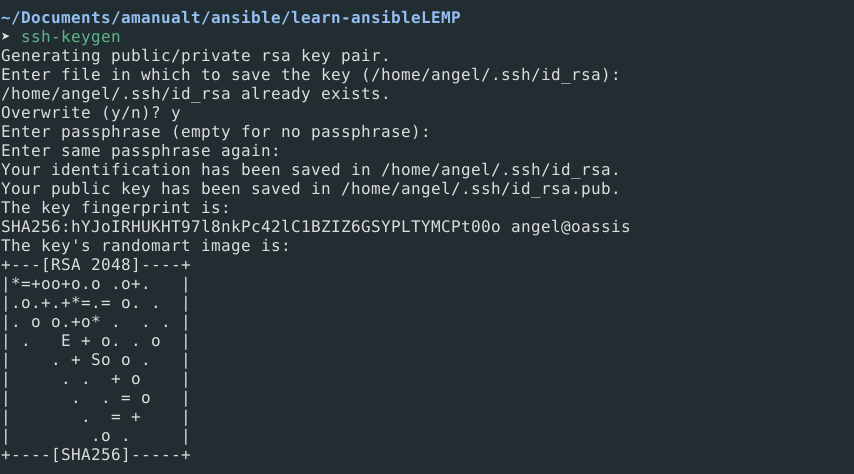 ~/Documents/amanualt/ansible/learn-ansibleLEMP
➤ ssh-keygen
Generating public/private rsa key pair.
Enter file in which to save the key (/home/angel/.ssh/id_rsa):
/home/angel/.ssh/id_rsa already exists.
Overwrite (y/n)? y
Enter passphrase (empty for no passphrase):
Enter same passphrase again:
Your identification has been saved in /home/angel/.ssh/id_rsa.
Your public key has been saved in /home/angel/.ssh/id_rsa.pub.
The key fingerprint is:
SHA256:hYJoIRHUKHT97l8nkPc42lC1BZIZ6GSYPLTYMCPt00o angel@oassis
The key's randomart image is:
+---[RSA 2048]----+
|*=+oo+o.o .o+.   |
|.o.+.+*=.= o. .  |
|. o o.+o* .  . . |
| .   E + o. . o  |
|    . + So o .   |
|     . .  + o    |
|      .  . = o   |
|       .  = +    |
|        .o .     |
+----[SHA256]-----+